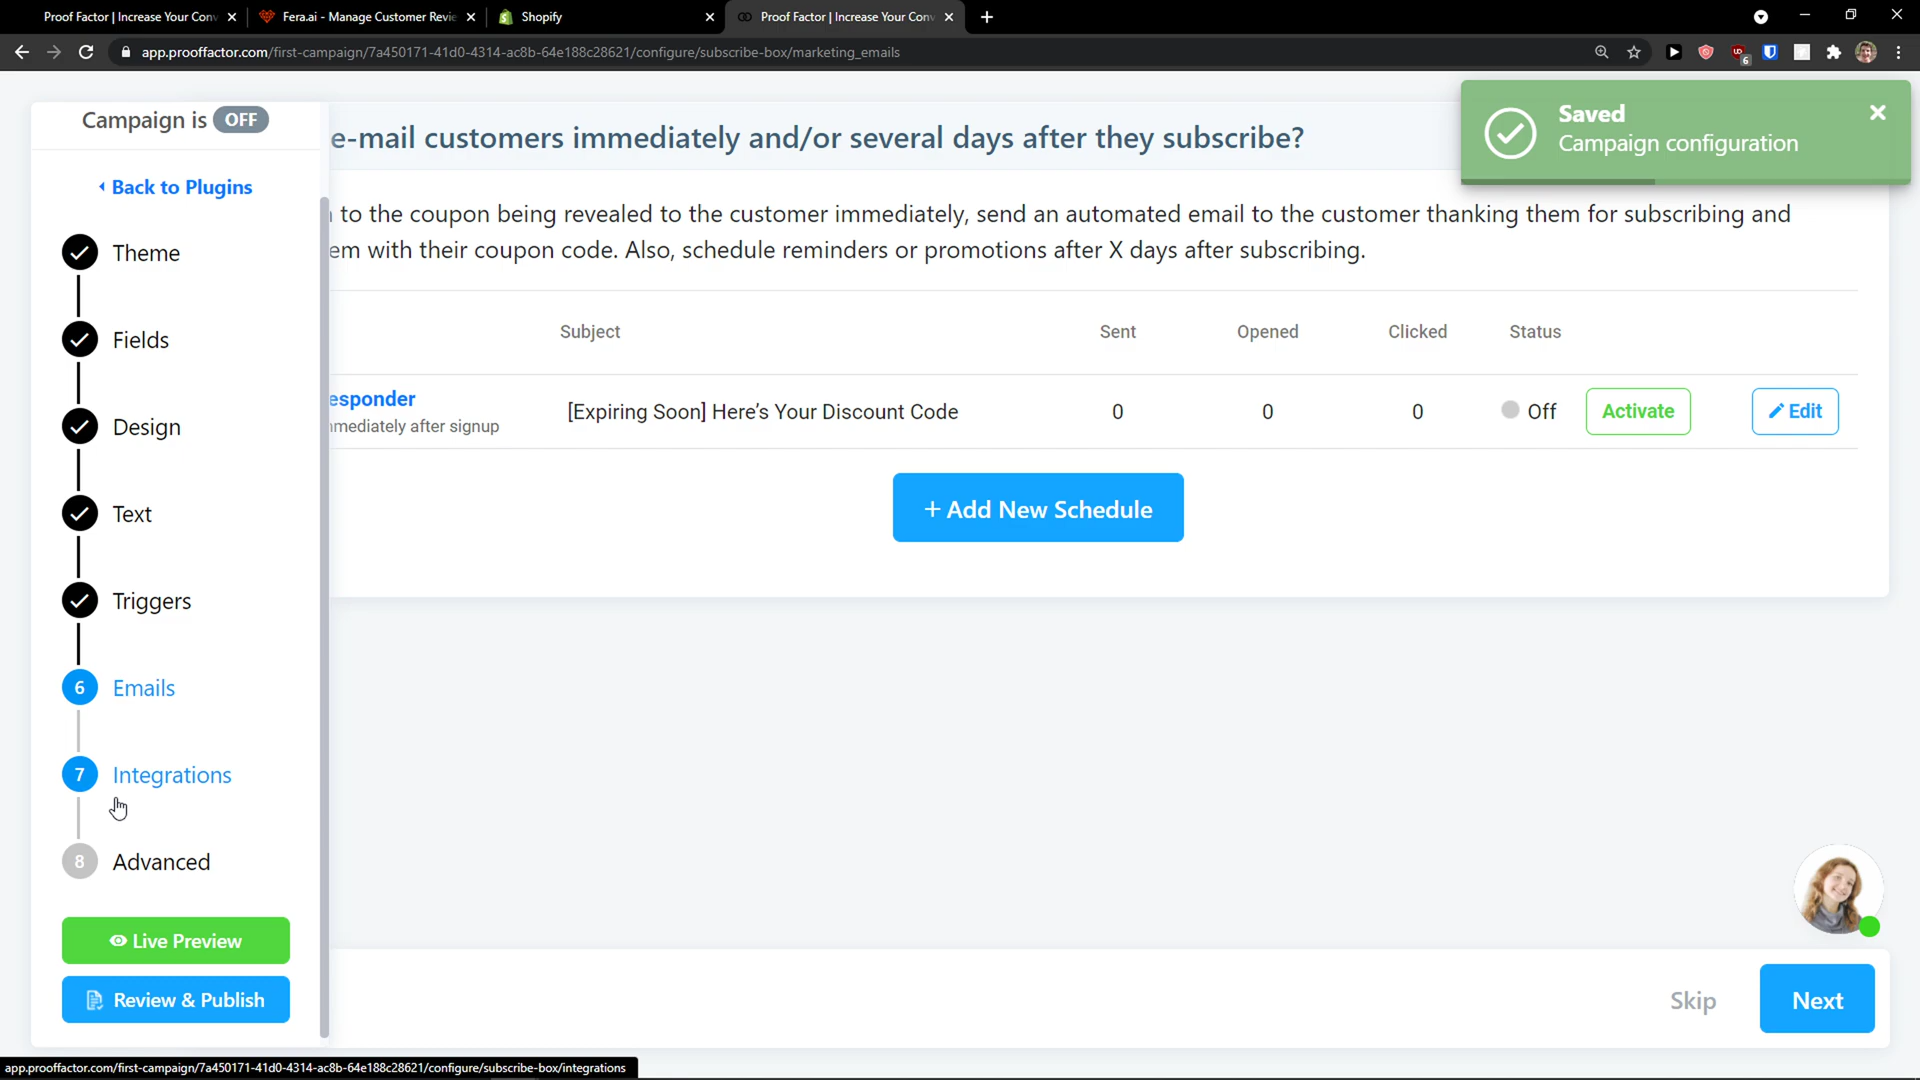 Proof Factor | Increase Your Conv
Fera.ai - Manage Customer Revie
Shopify
Proof Factor | Increase Your Conv
app.prooffactor.com/first-campaign/7a450171-41d0-4314-ac8b-64e188c28621/configure/subscribe-box/marketing_emails
6
Campaign is OFF
Back to Plugins
Theme
Fields
Design
Text
Triggers
6 Emails
7 Integrations
8 Advanced
Live Preview
Review & Publish
e-mail customers immediately and/or several days after they subscribe?
Saved
Campaign configuration
to the coupon being revealed to the customer immediately, send an automated email to the customer thanking them for subscribing and
em with their coupon code. Also, schedule reminders or promotions after X days after subscribing.
Subject Sent Opened Clicked Status
esponder
mmediately after signup
[Expiring Soon] Here's Your Discount Code 0 0 0 Off Activate Edit
+ Add New Schedule
Skip Next
app.prooffactor.com/first-campaign/7a450171-41d0-4314-ac8b-64e188c28621/configure/subscribe-box/integrations